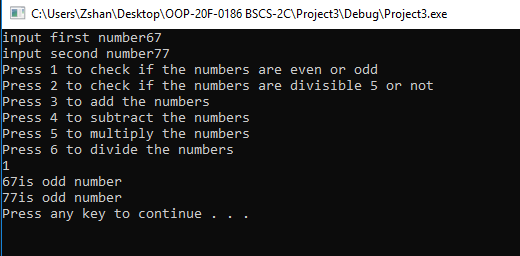 C:\Users\Zshan\Desktop\OOP-20F-0186 BSCS-2C\Project3\Debug\Project3.exe
input first number67
input second number77
Press 1 to check if the numbers are even or odd
Press 2 to check if the numbers are divisible 5 or not
Press 3 to add the numbers
Press 4 to subtract the numbers
Press 5 to multiply the numbers
Press 6 to divide the numbers
1
67is odd number
77is odd number
Press any key to continue . . .